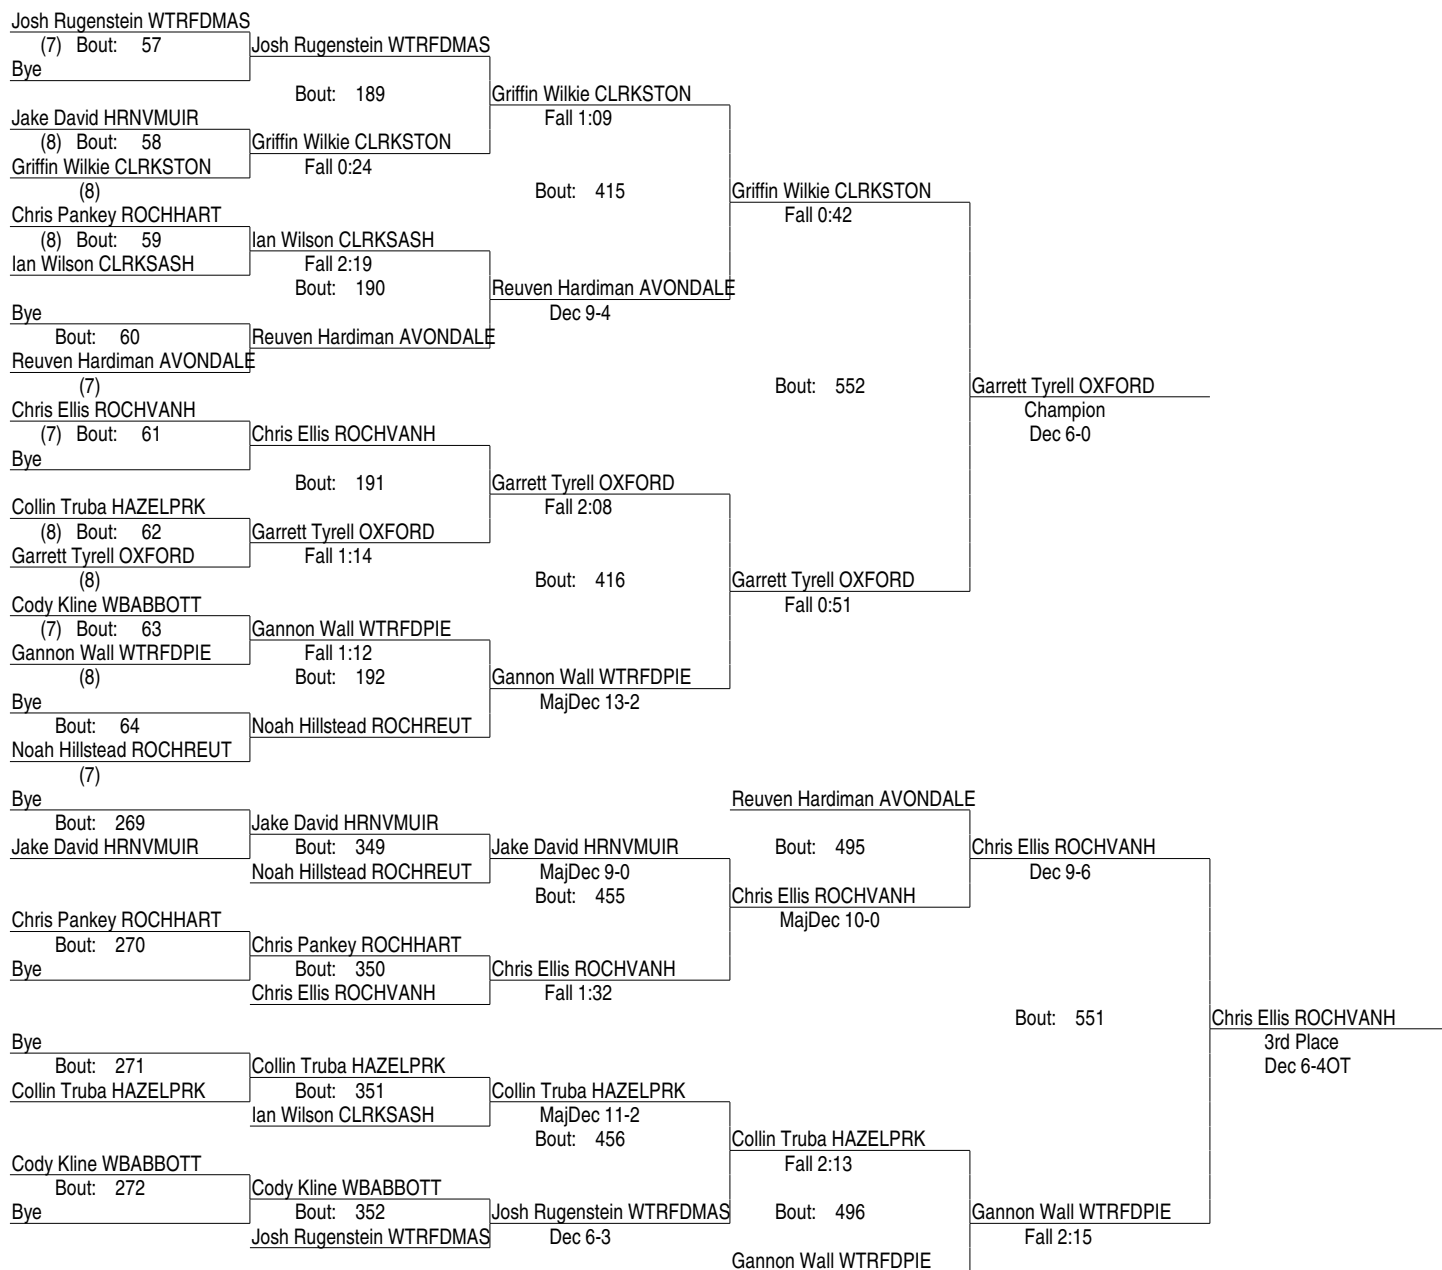 Josh Rugenstein WTRFDMAS
(7) Bout: 57
Josh Rugenstein WTRFDMAS
Bye
Bout: 189
Griffin Wilkie CLRKSTON
Jake David HRNVMUIR
Fall 1:09
(8) Bout: 58
Griffin Wilkie CLRKSTON
Griffin Wilkie CLRKSTON
Fall 0:24
(8)
Bout: 415
Griffin Wilkie CLRKSTON
Chris Pankey ROCHHART
Fall 0:42
(8) Bout: 59
Ian Wilson CLRKSASH
Ian Wilson CLRKSASH
Fall 2:19
Bout: 190
Reuven Hardiman AVONDALE
Bye
Dec 9-4
Bout: 60
Reuven Hardiman AVONDALE
Reuven Hardiman AVONDALE
(7)
Bout: 552
Garrett Tyrell OXFORD
Chris Ellis ROCHVANH
Champion
(7) Bout: 61
Chris Ellis ROCHVANH
Dec 6-0
Bye
Bout: 191
Garrett Tyrell OXFORD
Collin Truba HAZELPRK
Fall 2:08
(8) Bout: 62
Garrett Tyrell OXFORD
Garrett Tyrell OXFORD
Fall 1:14
(8)
Bout: 416
Garrett Tyrell OXFORD
Cody Kline WBABBOTT
Fall 0:51
(7) Bout: 63
Gannon Wall WTRFDPIE
Gannon Wall WTRFDPIE
Fall 1:12
(8)
Bout: 192
Gannon Wall WTRFDPIE
Bye
MajDec 13-2
Bout: 64
Noah Hillstead ROCHREUT
Noah Hillstead ROCHREUT
(7)
Bye
Reuven Hardiman AVONDALE
Bout: 269
Jake David HRNVMUIR
Jake David HRNVMUIR
Bout: 349
Jake David HRNVMUIR
Bout: 495
Chris Ellis ROCHVANH
Noah Hillstead ROCHREUT
MajDec 9-0
Dec 9-6
Bout: 455
Chris Ellis ROCHVANH
Chris Pankey ROCHHART
MajDec 10-0
Bout: 270
Chris Pankey ROCHHART
Bye
Bout: 350
Chris Ellis ROCHVANH
Chris Ellis ROCHVANH
Fall 1:32
Bout: 551
Chris Ellis ROCHVANH
Bye
3rd Place
Bout: 271
Collin Truba HAZELPRK
Dec 6-4OT
Collin Truba HAZELPRK
Bout: 351
Collin Truba HAZELPRK
Ian Wilson CLRKSASH
MajDec 11-2
Bout: 456
Collin Truba HAZELPRK
Cody Kline WBABBOTT
Fall 2:13
Bout: 272
Cody Kline WBABBOTT
Bye
Bout: 352
Josh Rugenstein WTRFDMAS
Bout: 496
Gannon Wall WTRFDPIE
Josh Rugenstein WTRFDMAS
Dec 6-3
Fall 2:15
Gannon Wall WTRFDPIE